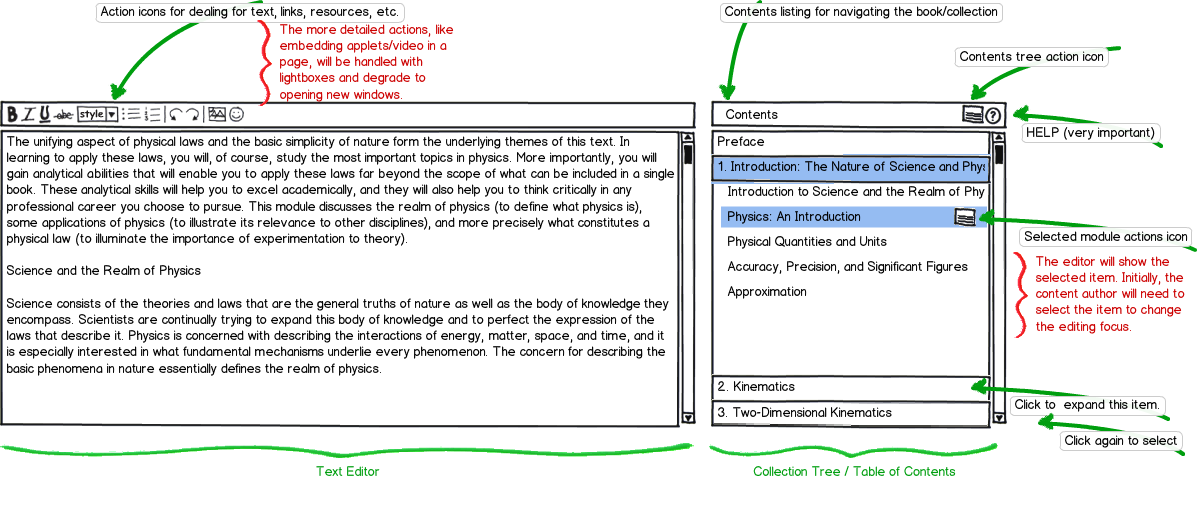 Action icons for dealing for text, links, resources, etc.
The more detailed actions, like
embedding applets/video in a
page, will be handled with
lightboxes and degrade to
opening new windows.
Contents listing for navigating the book/collection
Contents tree action icon
HELP (very important)
B I U abc style
Contents ?
The unifying aspect of physical laws and the basic simplicity of nature form the underlying themes of this text. In
learning to apply these laws, you will, of course, study the most important topics in physics. More importantly, you will
gain analytical abilities that will enable you to apply these laws far beyond the scope of what can be included in a single
book. These analytical skills will help you to excel academically, and they will also help you to think critically in any
professional career you choose to pursue. This module discusses the realm of physics (to define what physics is),
some applications of physics (to illustrate its relevance to other disciplines), and more precisely what constitutes a
physical law (to illuminate the importance of experimentation to theory).
Science and the Realm of Physics
Science consists of the theories and laws that are the general truths of nature as well as the body of knowledge they
encompass. Scientists are continually trying to expand this body of knowledge and to perfect the expression of the
laws that describe it. Physics is concerned with describing the interactions of energy, matter, space, and time, and it
is especially interested in what fundamental mechanisms underlie every phenomenon. The concern for describing the
basic phenomena in nature essentially defines the realm of physics.
Preface
1. Introduction: The Nature of Science and Phys
Introduction to Science and the Realm of Phy
Physics: An Introduction
Physical Quantities and Units
Accuracy, Precision, and Significant Figures
Approximation
2. Kinematics
3. Two-Dimensional Kinematics
Selected module actions icon
The editor will show the
selected item. Initially, the
content author will need to
select the item to change
the editing focus.
Click to expand this item.
Click again to select
Text Editor
Collection Tree / Table of Contents